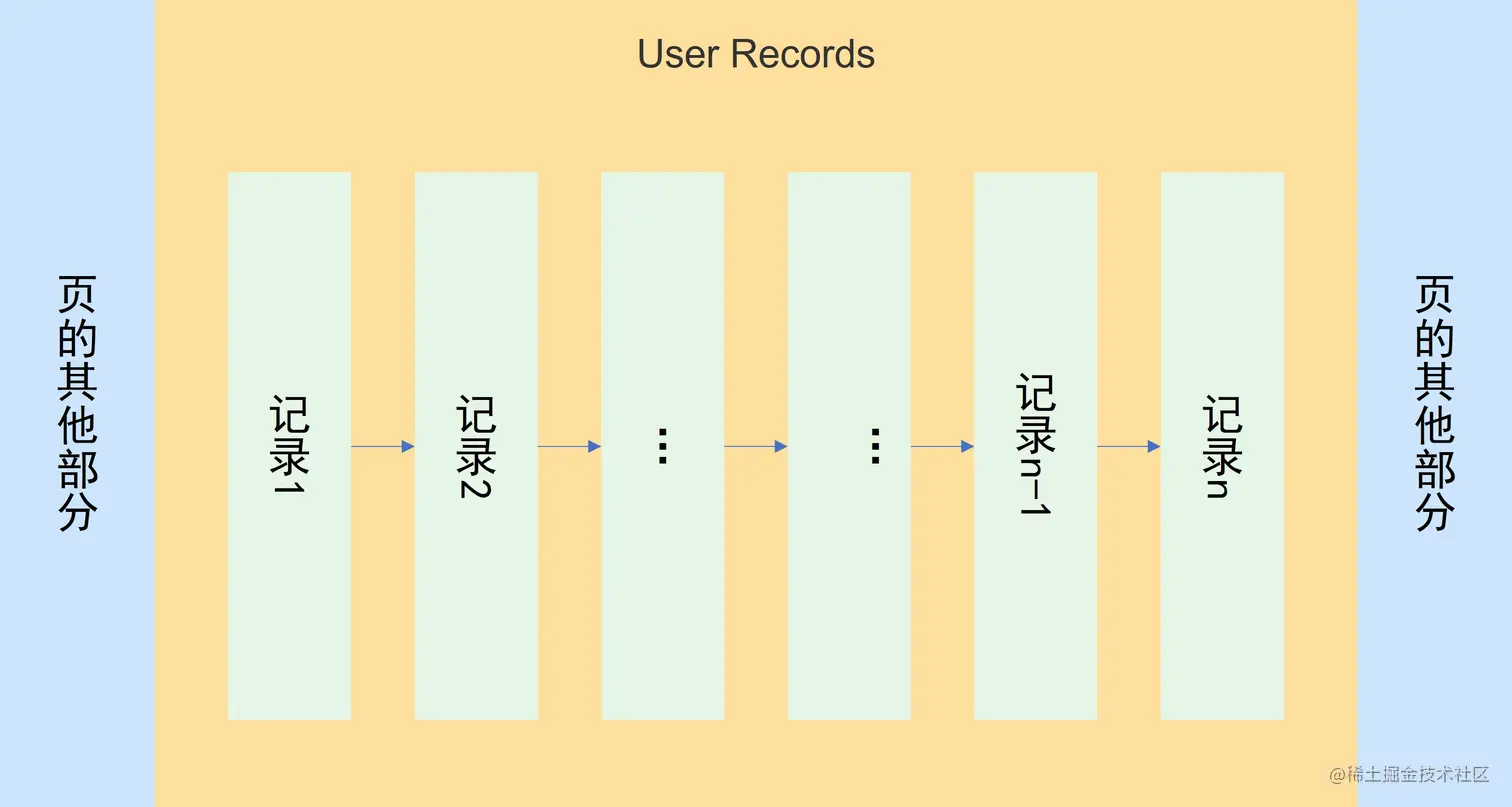 User Records
页的其他部分
记录1
记录2
...
...
记录n-1
记录n
页的其他部分
@稀土掘金技术社区